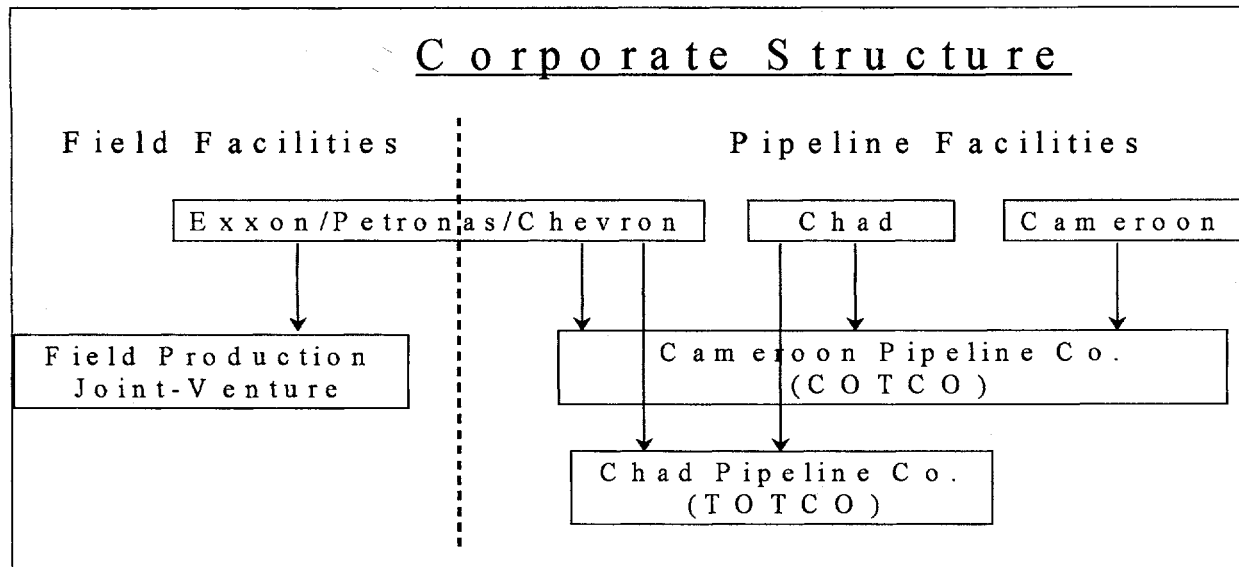 Corporate Structure
Field Facilities
Pipeline Facilities
Exxon/Petronas/Chevron
Chad
Cameroon
Field Production
Joint-Venture
Cameroon Pipeline Co.
(COTCO)
Chad Pipeline Co.
(TOTCO)